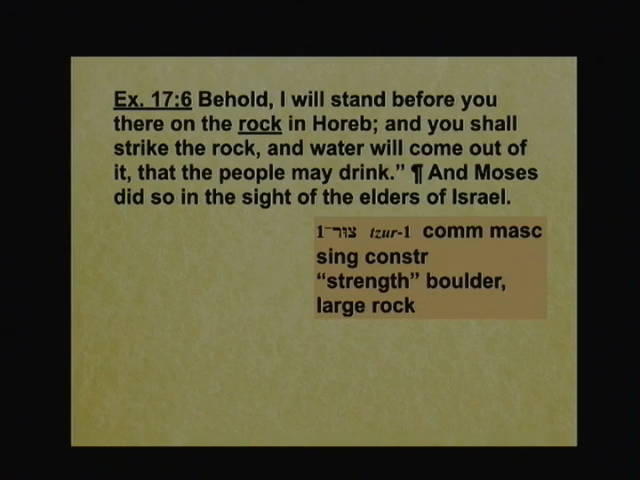 Ex. 17:6 Behold, I will stand before you
there on the rock in Horeb; and you shall
strike the rock, and water will come out of
it, that the people may drink.” ¶ And Moses
did so in the sight of the elders of Israel.
צוּר־1 tzur-1 comm masc
sing constr
“strength” boulder,
large rock